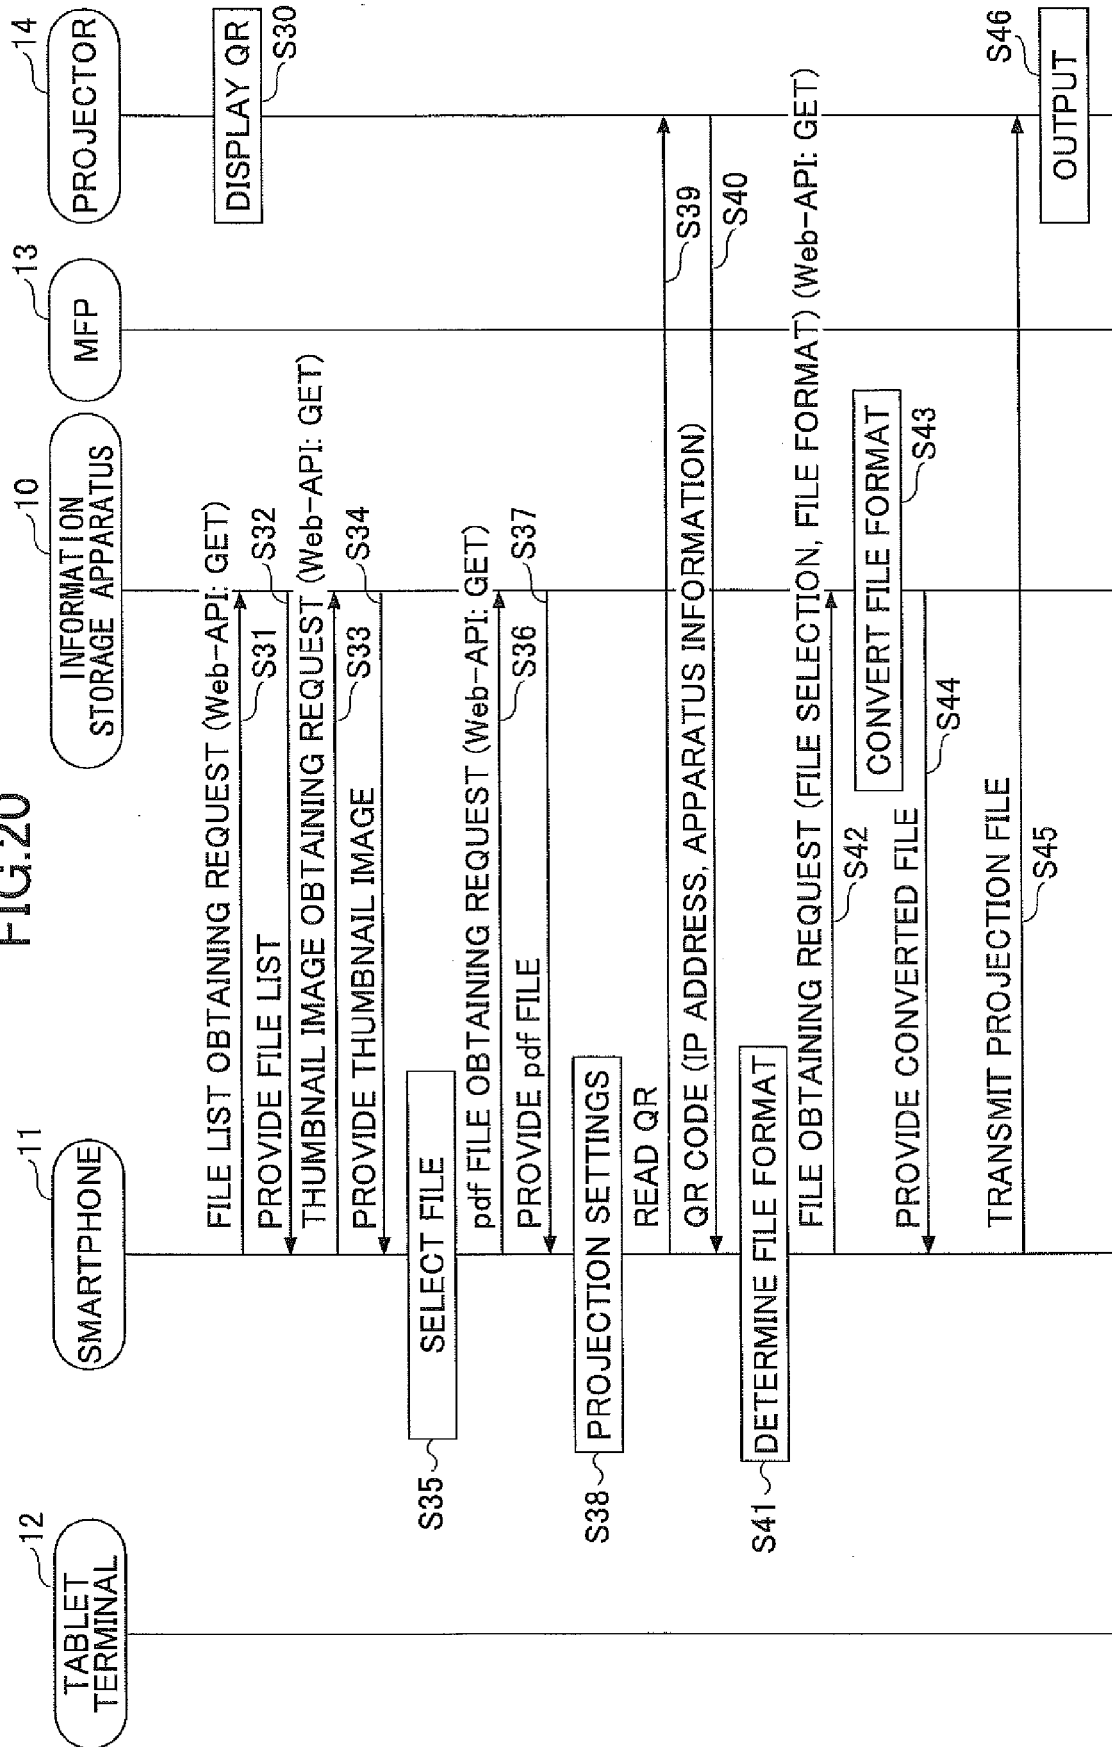 FIG.20
12
TABLET
TERMINAL
11
SMARTPHONE
10
INFORMATION
STORAGE APPARATUS
13
MFP
14
PROJECTOR
DISPLAY QR
S30
FILE LIST OBTAINING REQUEST (Web-API: GET)
S31
PROVIDE FILE LIST
S32
THUMBNAIL IMAGE OBTAINING REQUEST (Web-API: GET)
S33
PROVIDE THUMBNAIL IMAGE
S34
S35
SELECT FILE
pdf FILE OBTAINING REQUEST (Web-API: GET)
S36
PROVIDE pdf FILE
S37
S38
PROJECTION SETTINGS
READ QR
S39
QR CODE (IP ADDRESS, APPARATUS INFORMATION)
S40
S41
DETERMINE FILE FORMAT
FILE OBTAINING REQUEST (FILE SELECTION, FILE FORMAT) (Web-API: GET)
S42
CONVERT FILE FORMAT
S43
PROVIDE CONVERTED FILE
S44
TRANSMIT PROJECTION FILE
S45
S46
OUTPUT